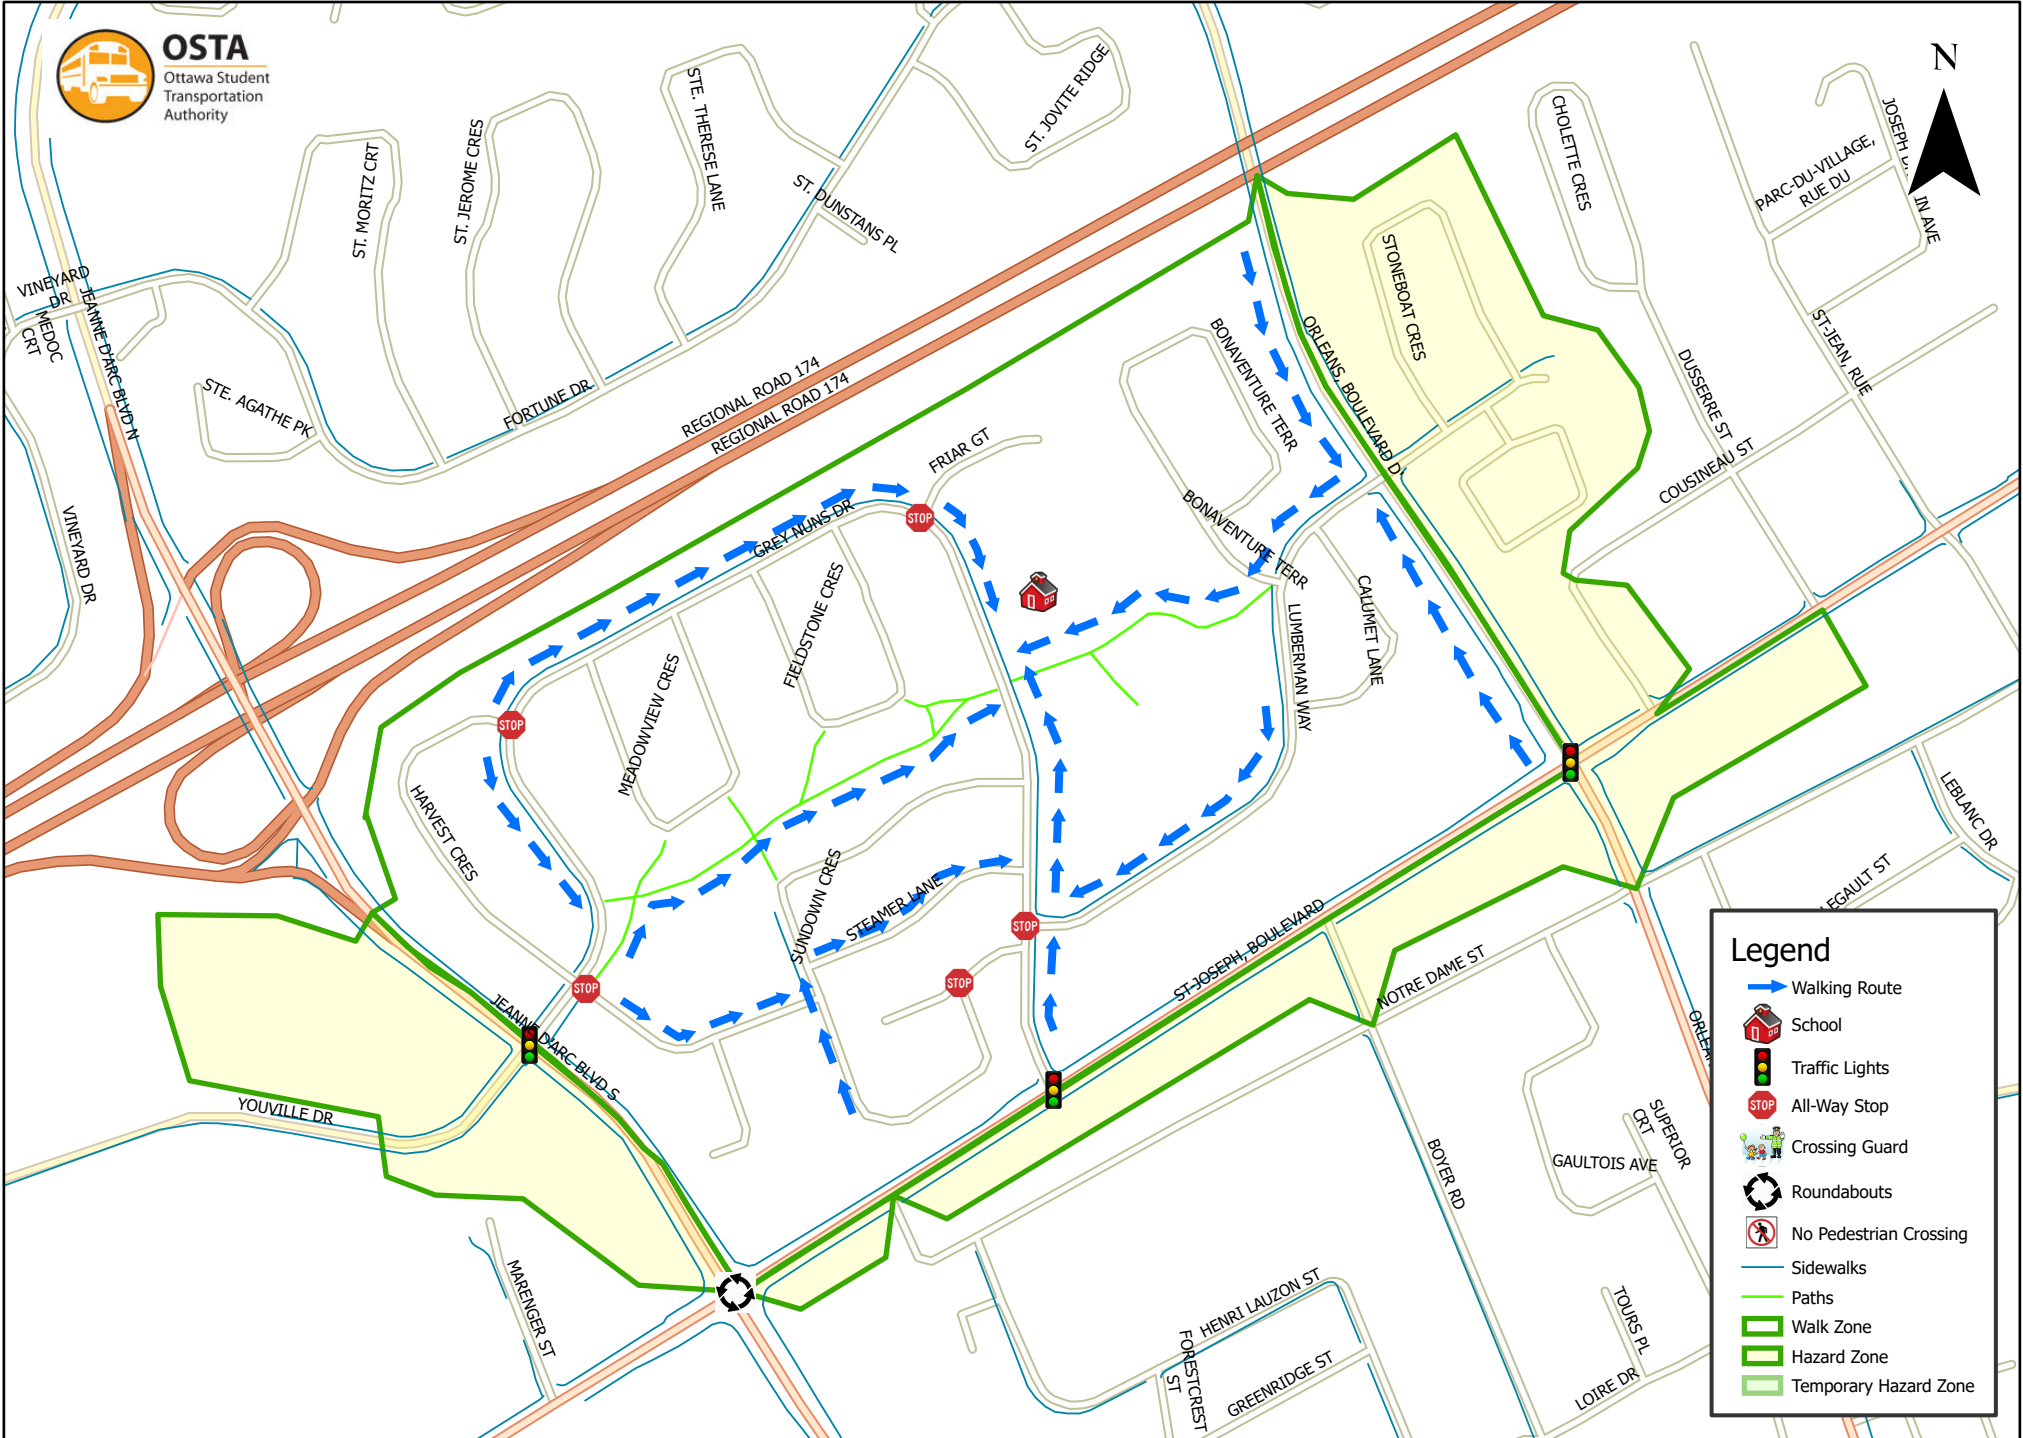 OSTA
Ottawa Student
Transportation
Authority
N
ST. MORITZ CRT
ST. JEROME CRES
STE. THERESE LANE
ST. DUNSTANS PL
ST. JOVITE RIDGE
CHOLETTE CRES
PARC-DU-VILLAGE,
RUE DU
VINEYARD
DR
MEDOC
CRT
JEANNE D'ARC BLVD N
STE. AGATHE PK
FORTUNE DR
REGIONAL ROAD 174
REGIONAL ROAD 174
STONEBOAT CRES
ORLEANS, BOULEVARD D'
BONAVENTURE TERR
BONAVENTURE TERR
DUSSERRE ST
ST-JEAN, RUE
COUSINEAU ST
VINEYARD DR
FRIAR GT
GREY NUNS DR
STOP
FIELDSTONE CRES
MEADOWVIEW CRES
STOP
HARVEST CRES
CALUMET LANE
LUMBERMAN WAY
SUNDOWN CRES
STEAMER LANE
STOP
STOP
STOP
ST-JOSEPH, BOULEVARD
NOTRE DAME ST
LEBLANC DR
LEGAULT ST
JEANNE D'ARC BLVD S
YOUVILLE DR
MARENGER ST
BOYER RD
SUPERIOR
CRT
GAULTOIS AVE
HENRI LAUZON ST
FORESTCREST
ST
GREENRIDGE ST
TOURS PL
LOIRE DR
Legend
Walking Route
School
Traffic Lights
STOP
All-Way Stop
Crossing Guard
Roundabouts
No Pedestrian Crossing
Sidewalks
Paths
Walk Zone
Hazard Zone
Temporary Hazard Zone